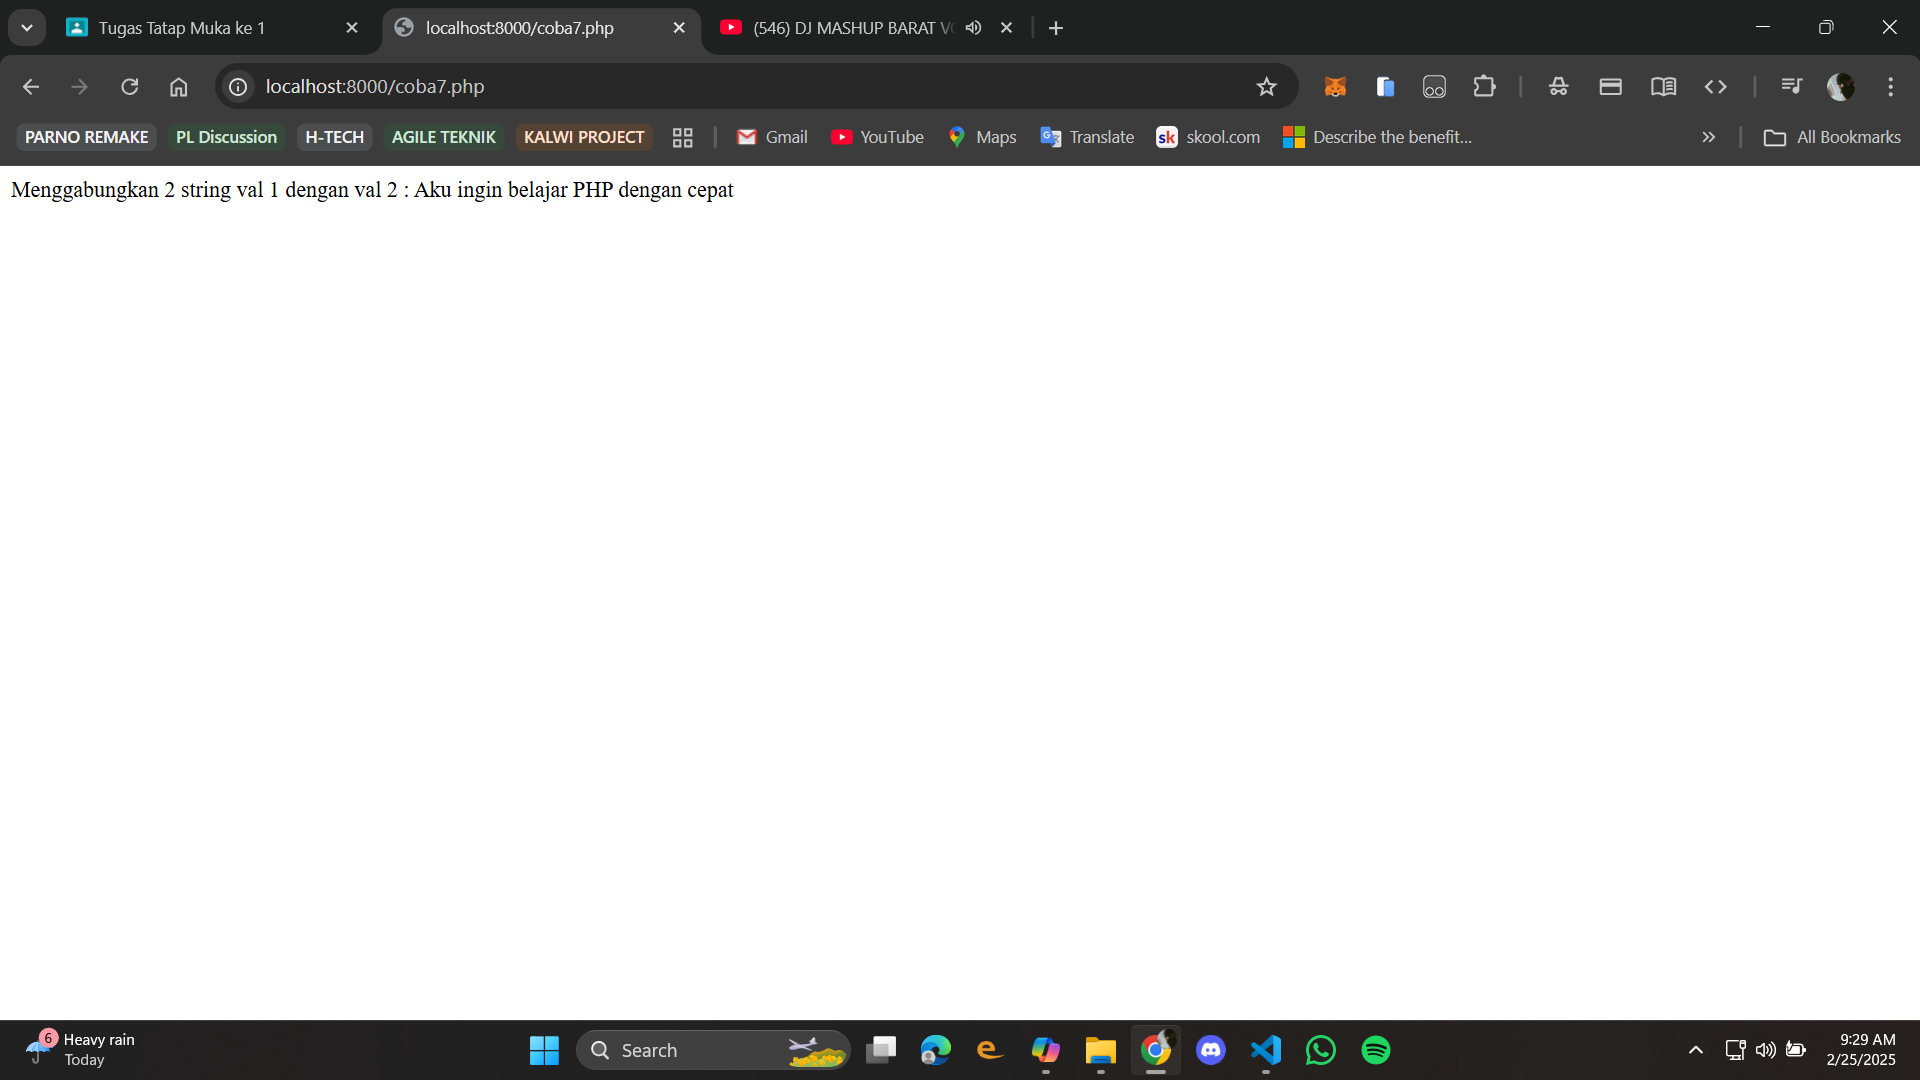 Tugas Tatap Muka ke 1
localhost:8000/coba7.php
(546) DJ MASHUP BARAT
localhost:8000/coba7.php
PARNO REMAKE
PL Discussion
H-TECH
AGILE TEKNIK
KALWI PROJECT
Gmail
YouTube
Maps
Translate
sk skool.com
Describe the benefit...
All Bookmarks
Menggabungkan 2 string val 1 dengan val 2 : Aku ingin belajar PHP dengan cepat
6
Heavy rain
Today
Search
9:29 AM
2/25/2025